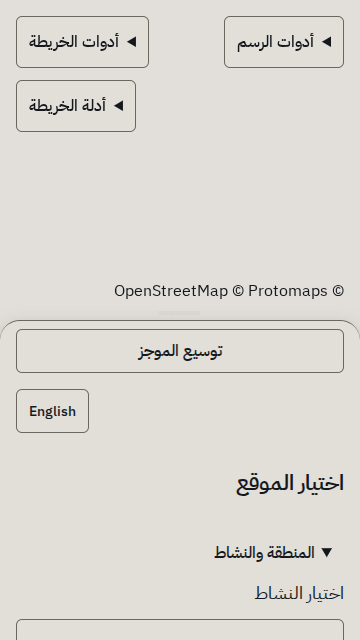 أدوات الرسم
أدوات الخريطة
أدلة الخريطة
© OpenStreetMap © Protomaps
توسيع الموجز
English
اختيار الموقع
المنطقة والنشاط
اختيار النشاط